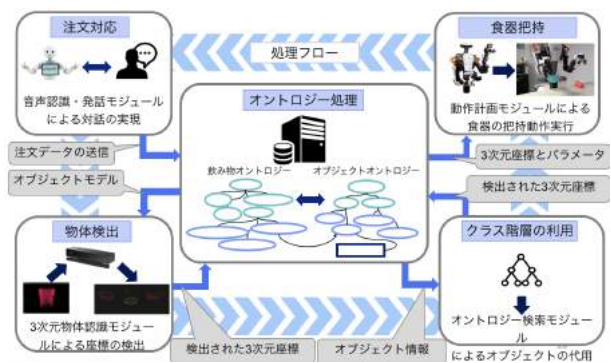 注文対応
音声認識・発話モジュール
による対話の実現
処理フロー
食器把持
動作計画モジュールによる
食器の把持動作実行
オントロジー処理
飲み物オントロジー
オブジェクトオントロジー
注文データの送信
オブジェクトモデル
3次元座標とパラメータ
検出された3次元座標
物体検出
3次元物体認識モジュー
ルによる座標の検出
検出された3次元座標
オブジェクト情報
クラス階層の利用
オントロジー検索モジュー
ル
によるオブジェクトの代用